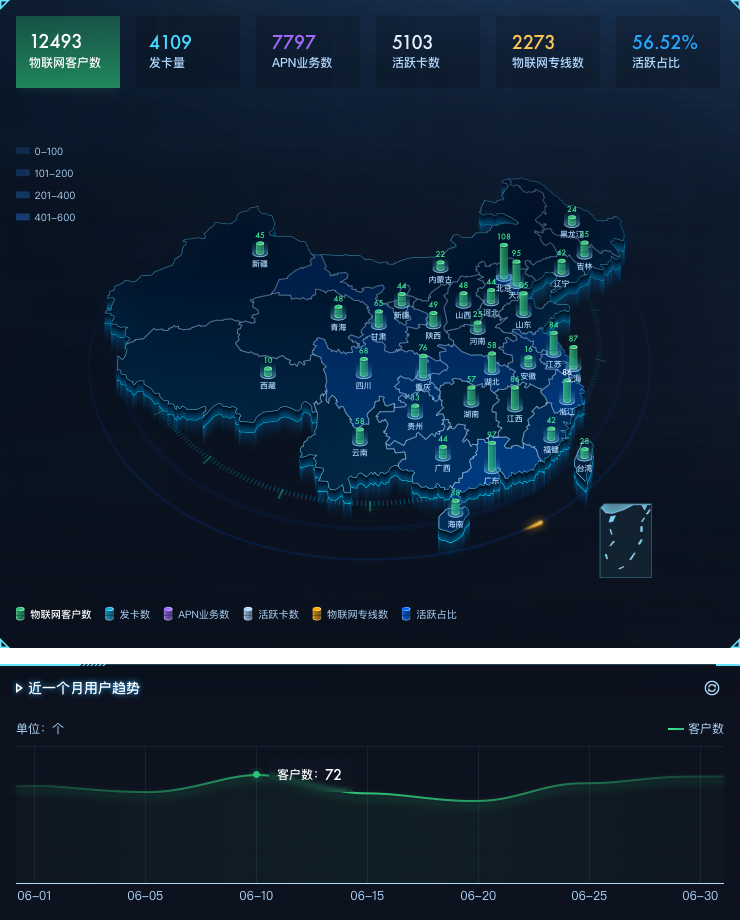 12493
物联网客户数
4109
发卡量
7797
APN业务数
5103
活跃卡数
2273
物联网专线数
56.52%
活跃占比
0–100
101–200
201–400
401–600
24
黑龙江
吉林
42
辽宁
108
北京
95
45
新疆
22
内蒙古
44
新疆
48
山西
44
河北
山东
48
青海
65
甘肃
49
陕西
25
河南
84
江苏
87
10
西藏
68
四川
76
重庆
58
湖北
16
安徽
86
浙江
57
湖南
86
江西
贵州
58
云南
44
广西
97
广东
42
福建
28
台湾
38
海南
物联网客户数
发卡数
APN业务数
活跃卡数
物联网专线数
活跃占比
近一个月用户趋势
单位：个
客户数
客户数：72
06–01
06–05
06–10
06–15
06–20
06–25
06–30